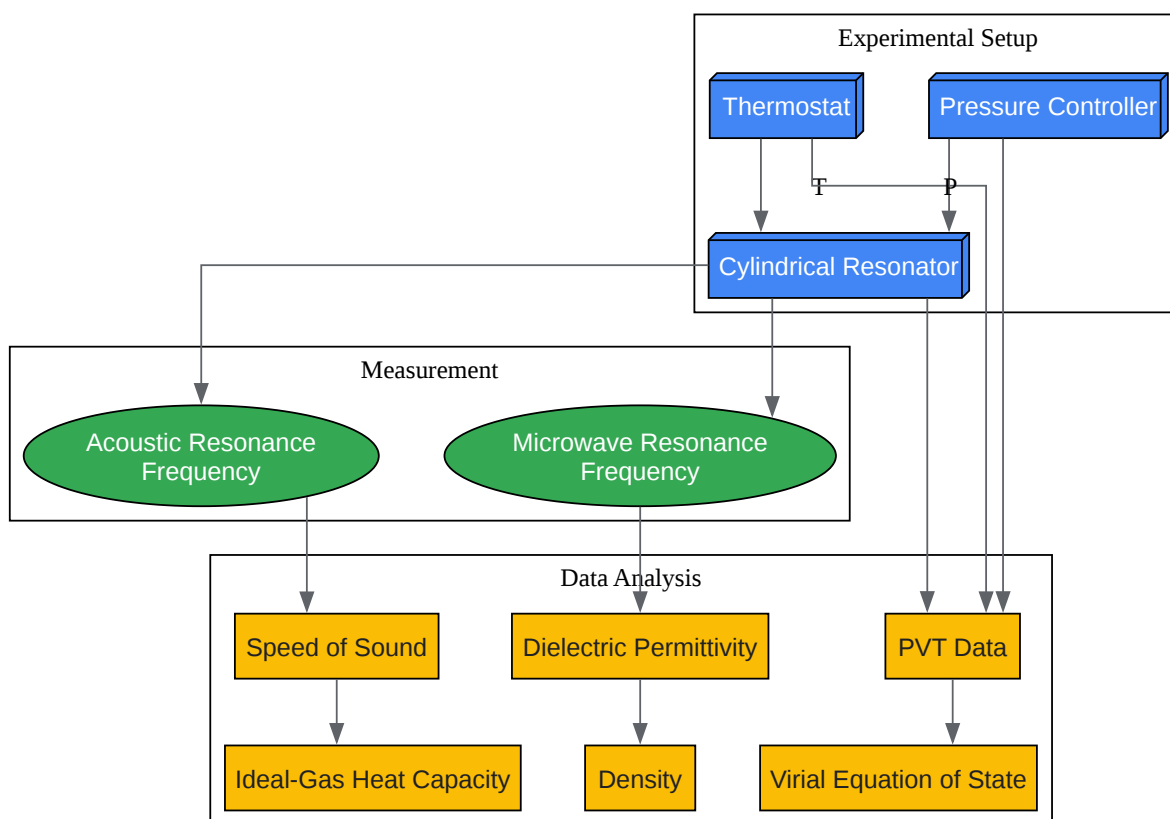 Experimental Setup
Thermostat
Pressure Controller
T
P
Cylindrical Resonator
Measurement
Acoustic Resonance
Frequency
Microwave Resonance
Frequency
Data Analysis
Speed of Sound
Dielectric Permittivity
PVT Data
Ideal-Gas Heat Capacity
Density
Virial Equation of State